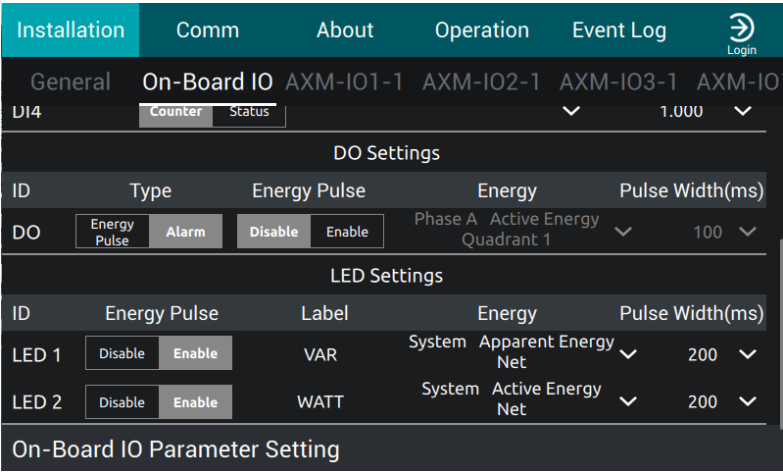 Installation Comm About Operation Event Log Login
General On-Board IO AXM-IO1-1 AXM-IO2-1 AXM-IO3-1 AXM-IO
DI4 Counter Status 1.000
DO Settings
ID Type Energy Pulse Energy Pulse Width(ms)
DO Energy Pulse Alarm Disable Enable Phase A Active Energy Quadrant 1 100
LED Settings
ID Energy Pulse Label Energy Pulse Width(ms)
LED 1 Disable Enable VAR System Apparent Energy Net 200
LED 2 Disable Enable WATT System Active Energy Net 200
On-Board IO Parameter Setting